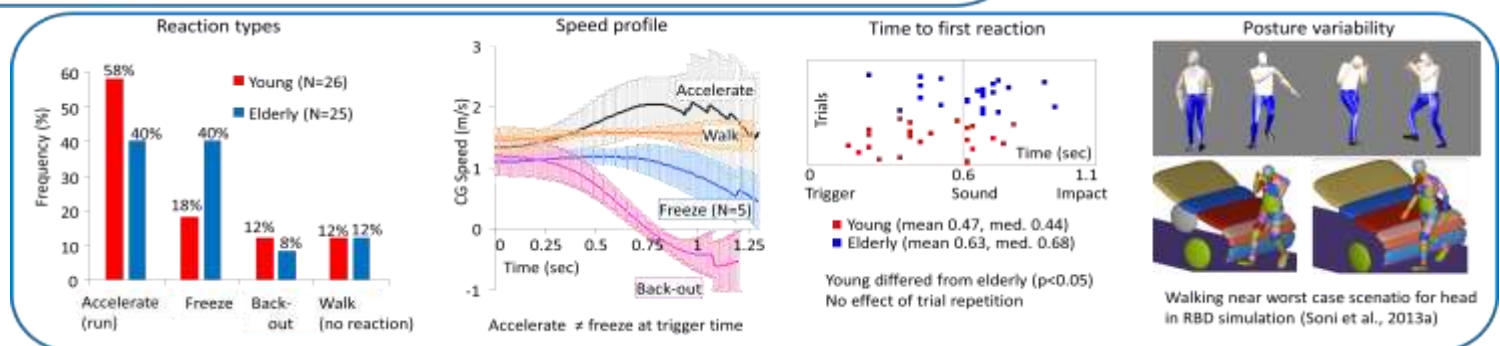 Reaction types
Frequency (%)
60
50
40
30
20
10
0
58%
40%
18%
40%
12%
8%
12%
12%
Young (N=26)
Elderly (N=25)
Accelerate
(run)
Freeze
Back-
out
Walk
(no reaction)
Speed profile
CG Speed (m/s)
3
2
1
0
-1
Accelerate
Walk
Freeze (N=5)
Back-out
0
0.25
0.5
0.75
1
1.25
Time (sec)
Accelerate ≠ freeze at trigger time
Time to first reaction
Trials
Time (sec)
0
0.6
1.1
Trigger
Sound
Impact
Young (mean 0.47, med. 0.44)
Elderly (mean 0.63, med. 0.68)
Young differed from elderly (p<0.05)
No effect of trial repetition
Posture variability
Walking near worst case scenatio for head
in RBD simulation (Soni et al., 2013a)